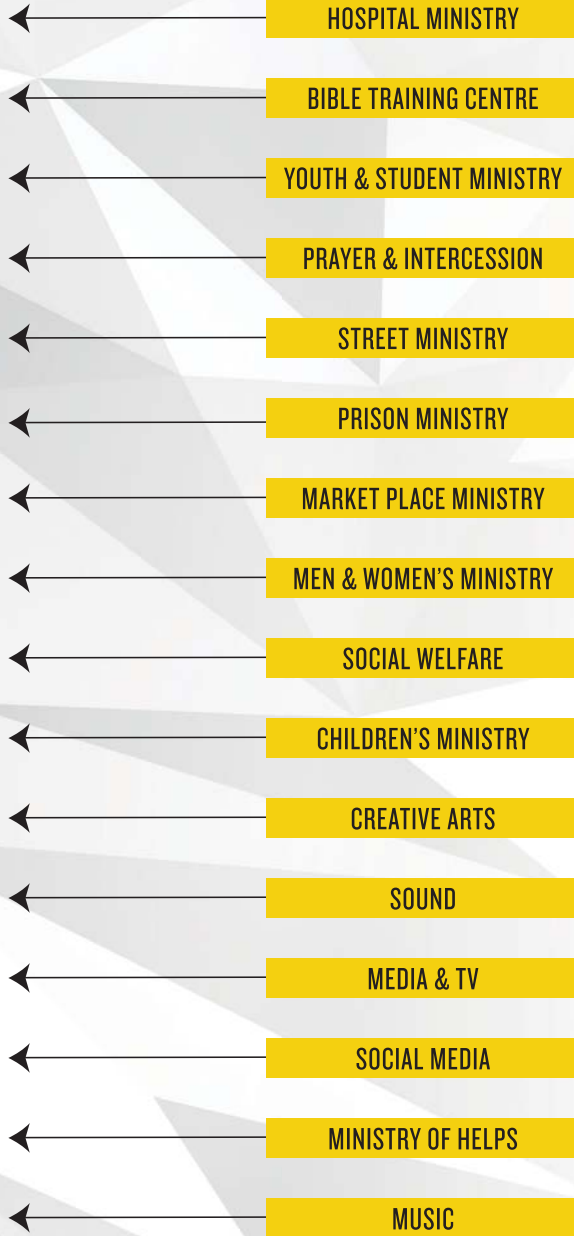 HOSPITAL MINISTRY
BIBLE TRAINING CENTRE
YOUTH & STUDENT MINISTRY
PRAYER & INTERCESSION
STREET MINISTRY
PRISON MINISTRY
MARKET PLACE MINISTRY
MEN & WOMEN'S MINISTRY
SOCIAL WELFARE
CHILDREN'S MINISTRY
CREATIVE ARTS
SOUND
MEDIA & TV
SOCIAL MEDIA
MINISTRY OF HELPS
MUSIC